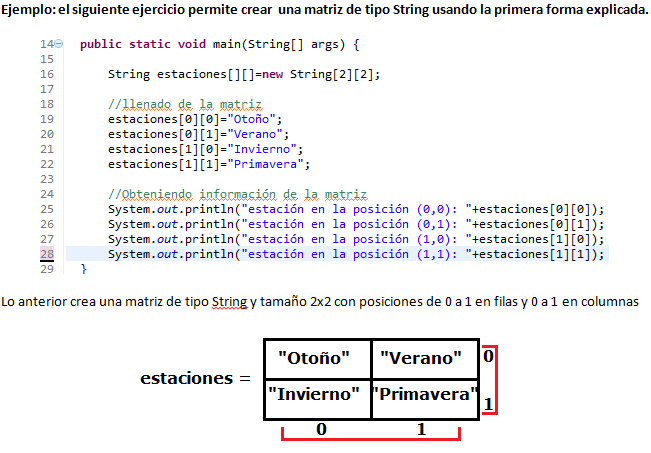 Ejemplo: el siguiente ejercicio permite crear una matriz de tipo String usando la primera forma explicada.
14 public static void main(String[] args) {
15
16 String estaciones[][]=new String[2][2];
17
18 //llenado de la matriz
19 estaciones[0][0]="Otoño";
20 estaciones[0][1]="Verano";
21 estaciones[1][0]="Invierno";
22 estaciones[1][1]="Primavera";
23
24 //Obteniendo información de la matriz
25 System.out.println("estación en la posición (0,0): "+estaciones[0][0]);
26 System.out.println("estación en la posición (0,1): "+estaciones[0][1]);
27 System.out.println("estación en la posición (1,0): "+estaciones[1][0]);
28 System.out.println("estación en la posición (1,1): "+estaciones[1][1]);
29 }
Lo anterior crea una matriz de tipo String y tamaño 2x2 con posiciones de 0 a 1 en filas y 0 a 1 en columnas
"Otoño" "Verano" 0
estaciones =
"Invierno" "Primavera" 1
0 1